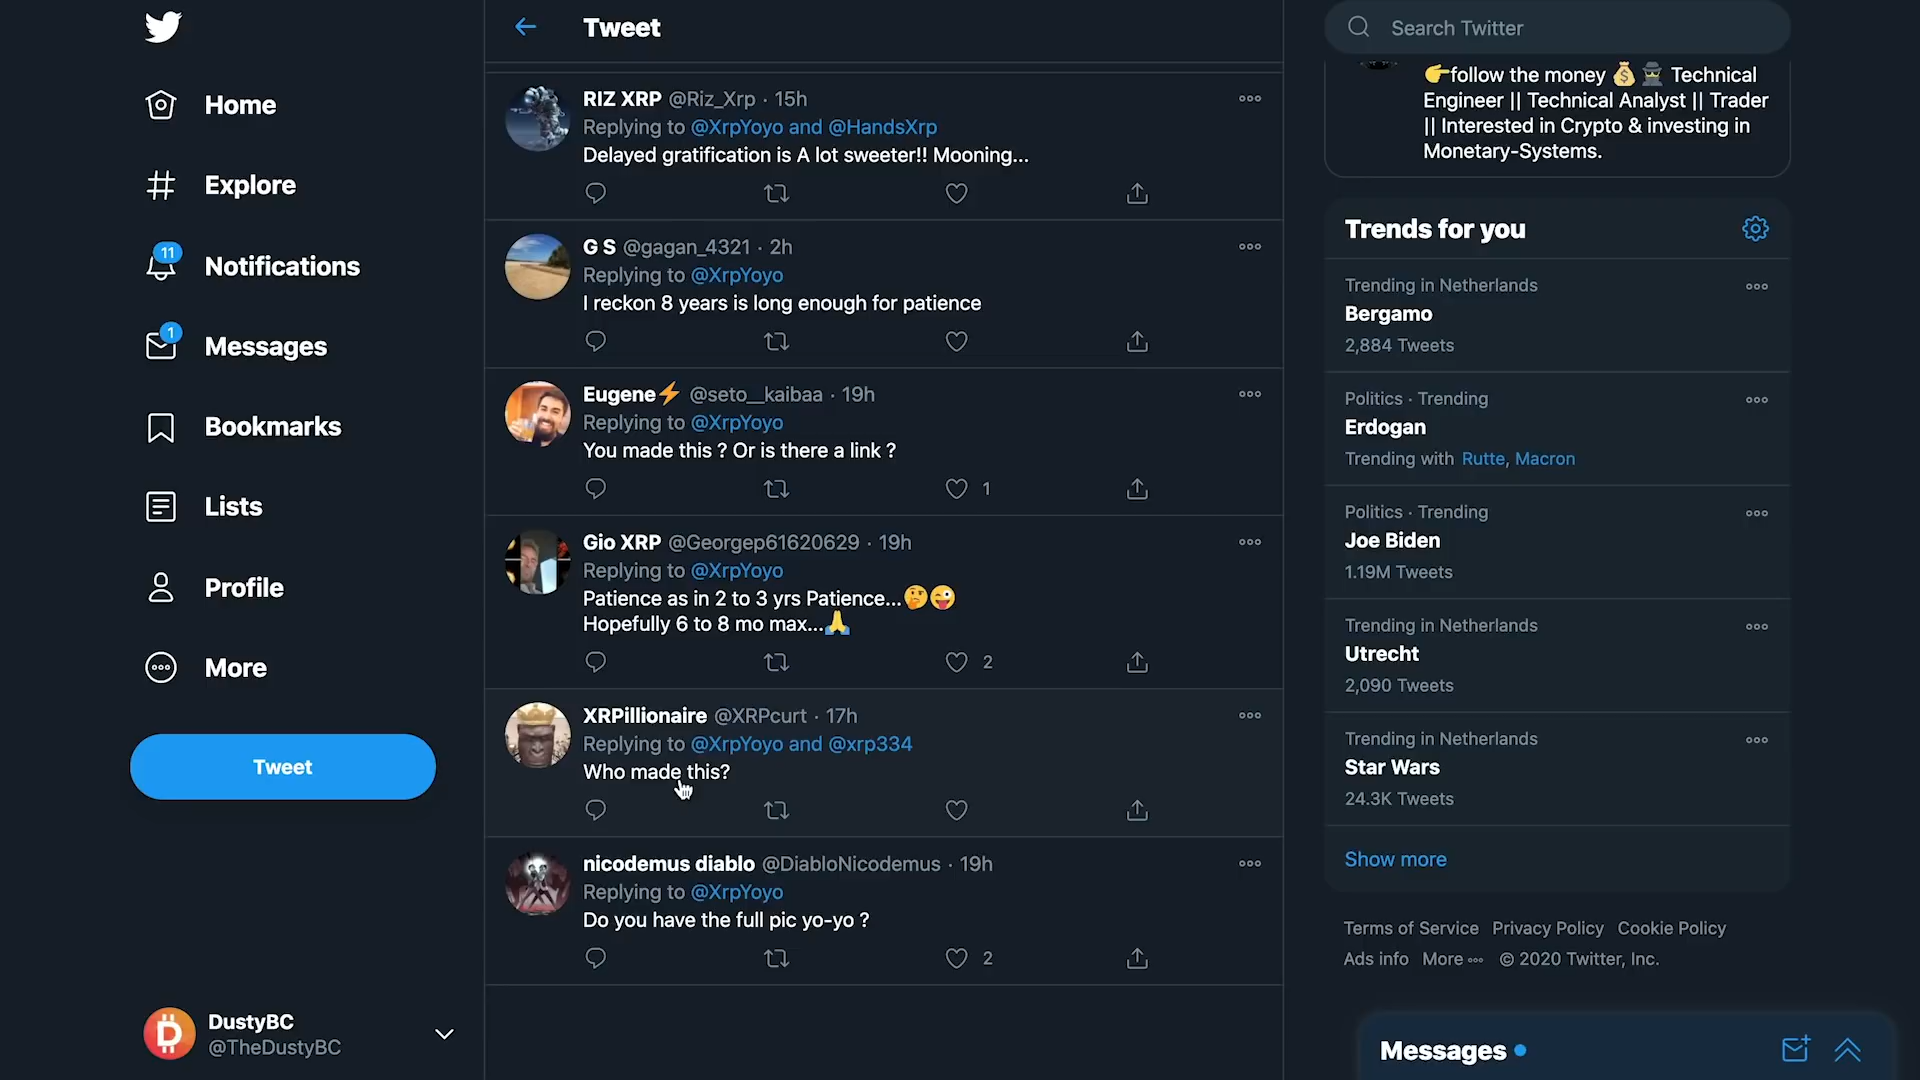 Home
Explore
11
Notifications
1
Messages
Bookmarks
Lists
Profile
More
Tweet
DustyBC
@TheDustyBC
Tweet
RIZ XRP @Riz_Xrp · 15h
Replying to @XrpYoyo and @HandsXrp
Delayed gratification is A lot sweeter!! Mooning...
G S @gagan_4321 · 2h
Replying to @XrpYoyo
I reckon 8 years is long enough for patience
Eugene⚡ @seto__kaibaa · 19h
Replying to @XrpYoyo
You made this ? Or is there a link ?
1
Gio XRP @Georgep61620629 · 19h
Replying to @XrpYoyo
Patience as in 2 to 3 yrs Patience...🤔😜
Hopefully 6 to 8 mo max...🙏
2
XRPillionaire @XRPcurt · 17h
Replying to @XrpYoyo and @xrp334
Who made this?
nicodemus diablo @DiabloNicodemus · 19h
Replying to @XrpYoyo
Do you have the full pic yo-yo ?
2
Search Twitter
👉follow the money 💰🕵 Technical
Engineer || Technical Analyst || Trader
|| Interested in Crypto & investing in
Monetary-Systems.
Trends for you
Trending in Netherlands
Bergamo
2,884 Tweets
Politics · Trending
Erdogan
Trending with Rutte, Macron
Politics · Trending
Joe Biden
1.19M Tweets
Trending in Netherlands
Utrecht
2,090 Tweets
Trending in Netherlands
Star Wars
24.3K Tweets
Show more
Terms of Service Privacy Policy Cookie Policy
Ads info More © 2020 Twitter, Inc.
Messages